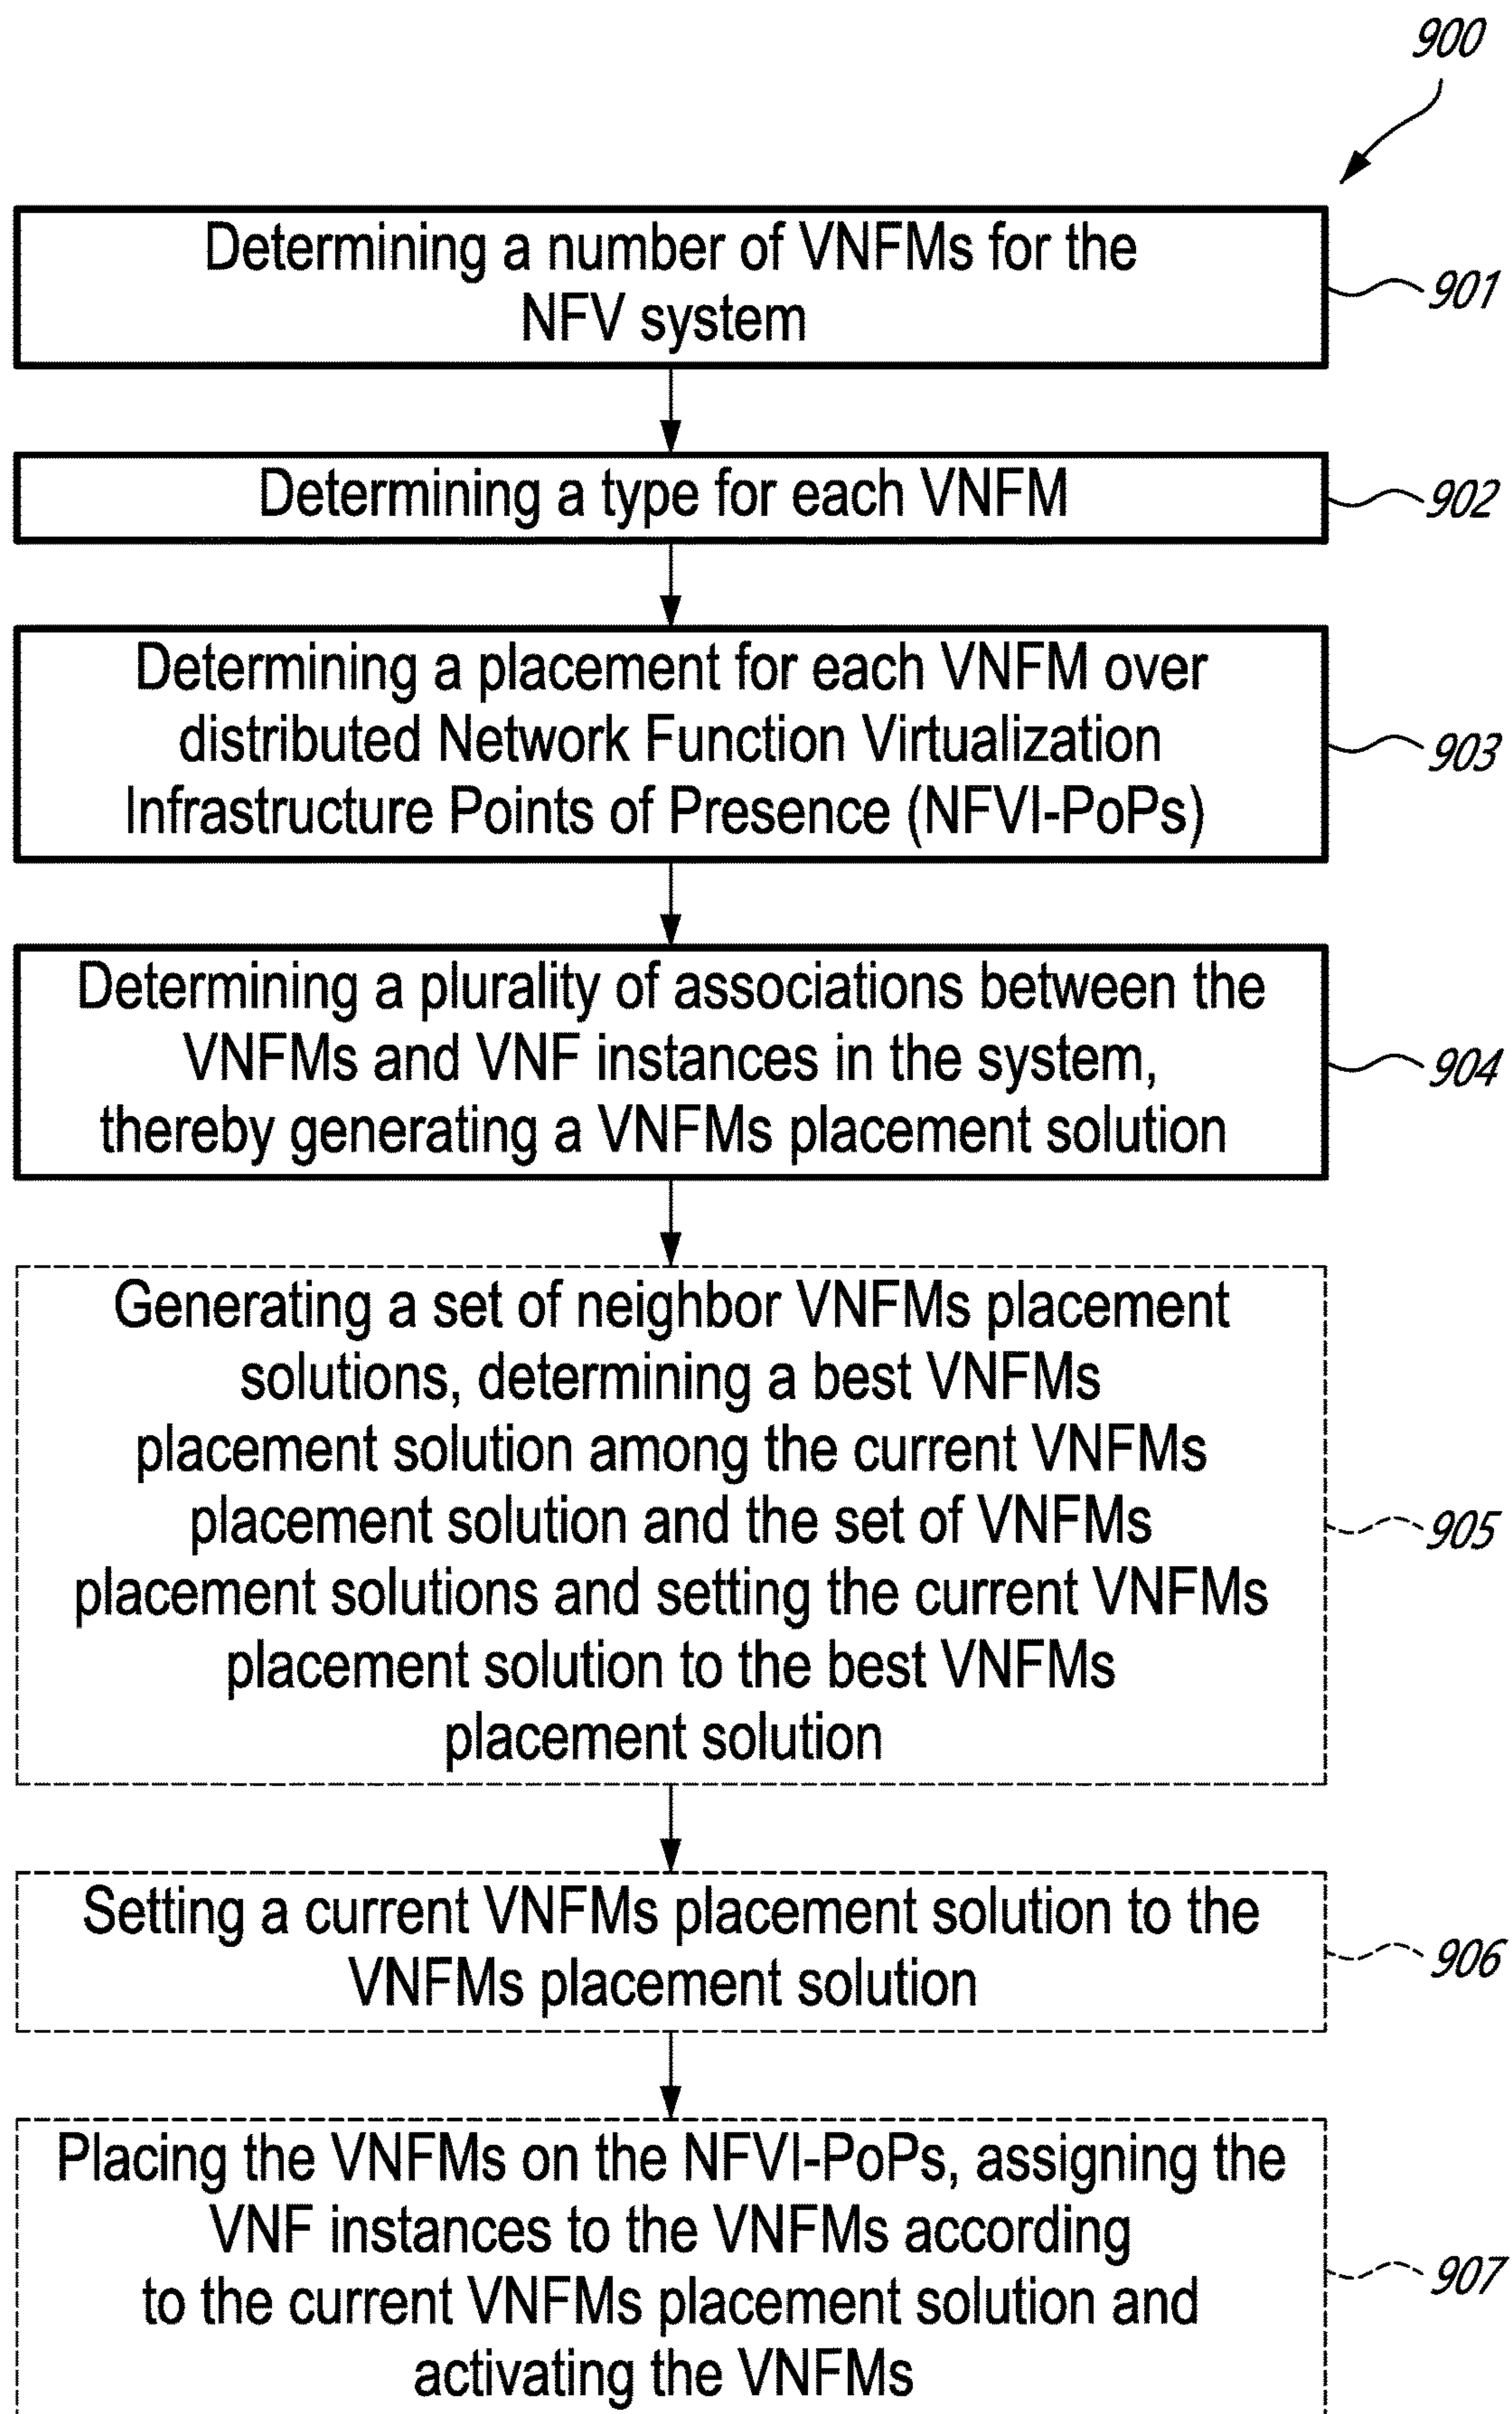 900
Determining a number of VNFMs for the
NFV system
901
Determining a type for each VNFM
902
Determining a placement for each VNFM over
distributed Network Function Virtualization
Infrastructure Points of Presence (NFVI-PoPs)
903
Determining a plurality of associations between the
VNFMs and VNF instances in the system,
thereby generating a VNFMs placement solution
904
Generating a set of neighbor VNFMs placement
solutions, determining a best VNFMs
placement solution among the current VNFMs
placement solution and the set of VNFMs
placement solutions and setting the current VNFMs
placement solution to the best VNFMs
placement solution
905
Setting a current VNFMs placement solution to the
VNFMs placement solution
906
Placing the VNFMs on the NFVI-PoPs, assigning the
VNF instances to the VNFMs according
to the current VNFMs placement solution and
activating the VNFMs
907